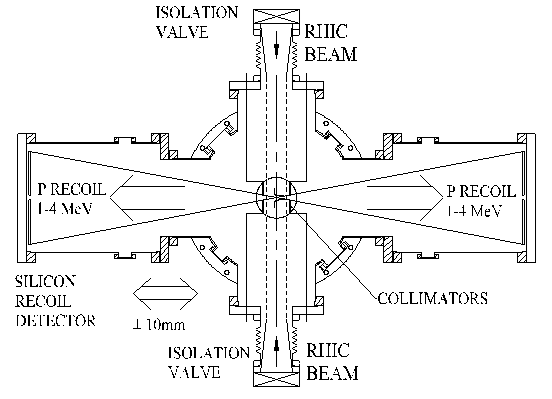 ISOLATION
VALVE
RHIC
BEAM
P RECOIL
1-4 MeV
P RECOIL
1-4 MeV
SILICON
RECOIL
DETECTOR
⊥ 10mm
COLLIMATORS
ISOLATION
VALVE
RHIC
BEAM